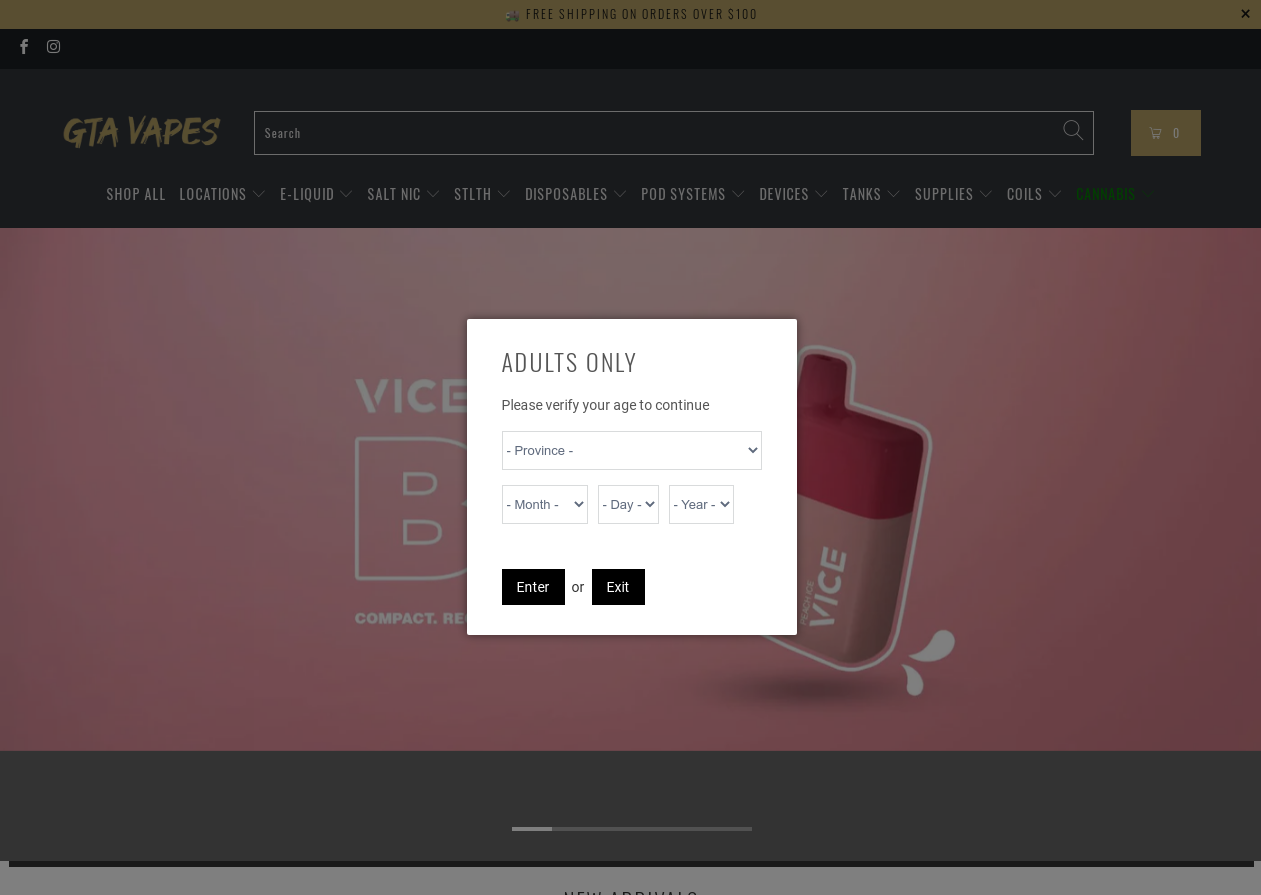 FREE SHIPPING ON ORDERS OVER $100
GTA VAPES
Search
0
SHOP ALL LOCATIONS E-LIQUID SALT NIC STLTH DISPOSABLES POD SYSTEMS DEVICES TANKS SUPPLIES COILS CANNABIS
VICE
ADULTS ONLY
Please verify your age to continue
- Province -
- Month - - Day - - Year -
Enter or Exit
COMPACT.
PEACH ICE
VICE
NEW ARRIVALS